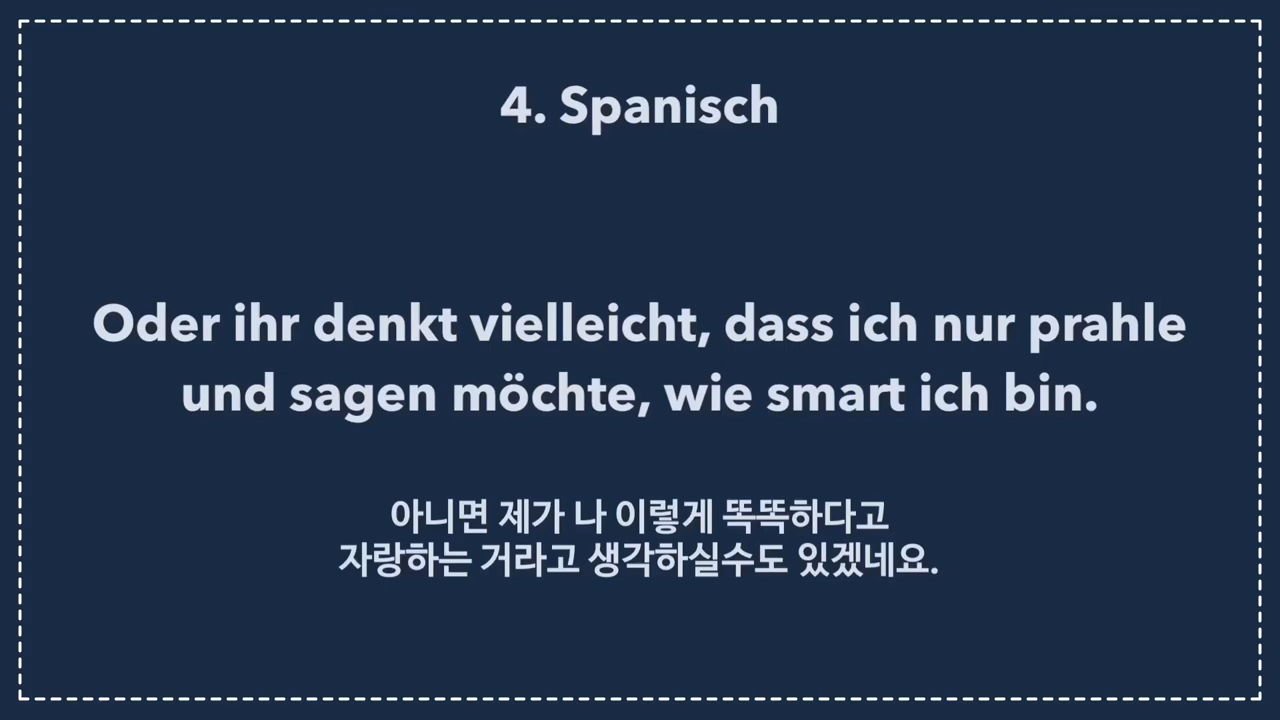 4. Spanisch
Oder ihr denkt vielleicht, dass ich nur prahle
und sagen möchte, wie smart ich bin.
아니면 제가 나 이렇게 똑똑하다고
자랑하는 거라고 생각하실수도 있겠네요.